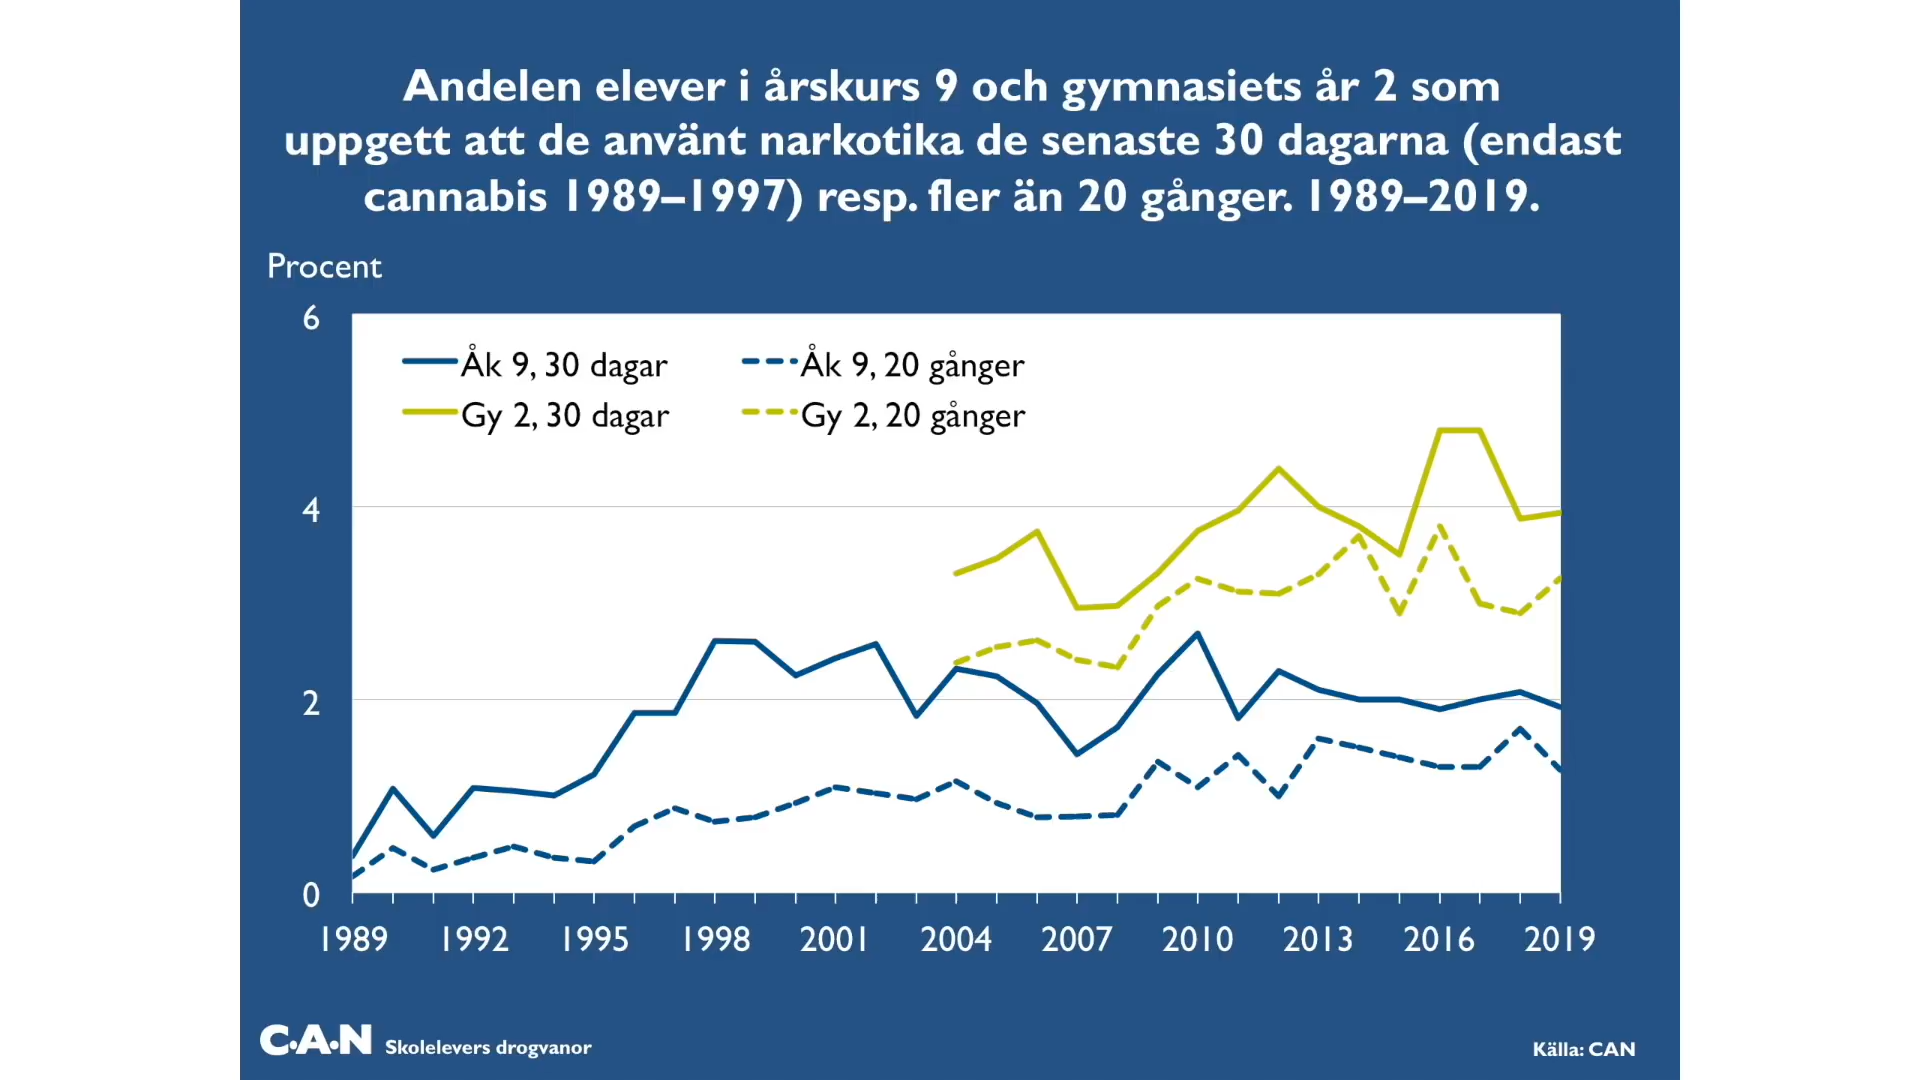 Andelen elever i årskurs 9 och gymnasiets år 2 som
uppgett att de använt narkotika de senaste 30 dagarna (endast
cannabis 1989–1997) resp. fler än 20 gånger. 1989–2019.
Procent
6
4
2
0
Åk 9, 30 dagar
Åk 9, 20 gånger
Gy 2, 30 dagar
Gy 2, 20 gånger
1989 1992 1995 1998 2001 2004 2007 2010 2013 2016 2019
C.A.N Skolelevers drogvanor
Källa: CAN